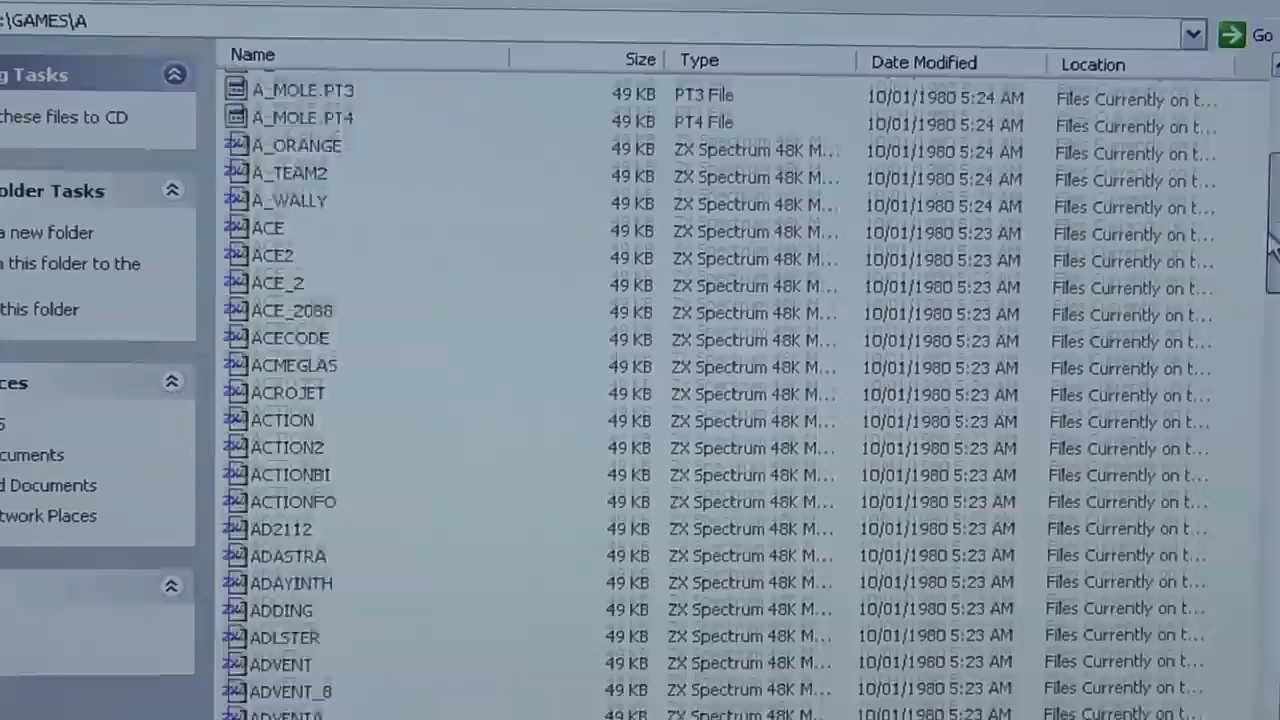 :\GAMES\A
Go
Name Size Type Date Modified Location
A_MOLE.PT3 49 KB PT3 File 10/01/1980 5:24 AM Files Currently on t...
A_MOLE.PT4 49 KB PT4 File 10/01/1980 5:24 AM Files Currently on t...
A_ORANGE 49 KB ZX Spectrum 48K M... 10/01/1980 5:24 AM Files Currently on t...
A_TEAM2 49 KB ZX Spectrum 48K M... 10/01/1980 5:24 AM Files Currently on t...
A_WALLY 49 KB ZX Spectrum 48K M... 10/01/1980 5:24 AM Files Currently on t...
ACE 49 KB ZX Spectrum 48K M... 10/01/1980 5:23 AM Files Currently on t...
ACE2 49 KB ZX Spectrum 48K M... 10/01/1980 5:23 AM Files Currently on t...
ACE_2 49 KB ZX Spectrum 48K M... 10/01/1980 5:23 AM Files Currently on t...
ACE_2088 49 KB ZX Spectrum 48K M... 10/01/1980 5:23 AM Files Currently on t...
ACECODE 49 KB ZX Spectrum 48K M... 10/01/1980 5:23 AM Files Currently on t...
ACMEGLAS 49 KB ZX Spectrum 48K M... 10/01/1980 5:23 AM Files Currently on t...
ACROJET 49 KB ZX Spectrum 48K M... 10/01/1980 5:23 AM Files Currently on t...
ACTION 49 KB ZX Spectrum 48K M... 10/01/1980 5:23 AM Files Currently on t...
ACTION2 49 KB ZX Spectrum 48K M... 10/01/1980 5:23 AM Files Currently on t...
ACTIONBI 49 KB ZX Spectrum 48K M... 10/01/1980 5:23 AM Files Currently on t...
ACTIONFO 49 KB ZX Spectrum 48K M... 10/01/1980 5:23 AM Files Currently on t...
AD2112 49 KB ZX Spectrum 48K M... 10/01/1980 5:23 AM Files Currently on t...
ADASTRA 49 KB ZX Spectrum 48K M... 10/01/1980 5:23 AM Files Currently on t...
ADAYINTH 49 KB ZX Spectrum 48K M... 10/01/1980 5:23 AM Files Currently on t...
ADDING 49 KB ZX Spectrum 48K M... 10/01/1980 5:23 AM Files Currently on t...
ADLSTER 49 KB ZX Spectrum 48K M... 10/01/1980 5:23 AM Files Currently on t...
ADVENT 49 KB ZX Spectrum 48K M... 10/01/1980 5:23 AM Files Currently on t...
ADVENT_8 49 KB ZX Spectrum 48K M... 10/01/1980 5:23 AM Files Currently on t...
ADVENTA 49 KB ZX Spectrum 48K M... 10/01/1980 5:23 AM Files Currently on t...
g Tasks
these files to CD
older Tasks
a new folder
this folder to the
this folder
ces
cuments
d Documents
twork Places